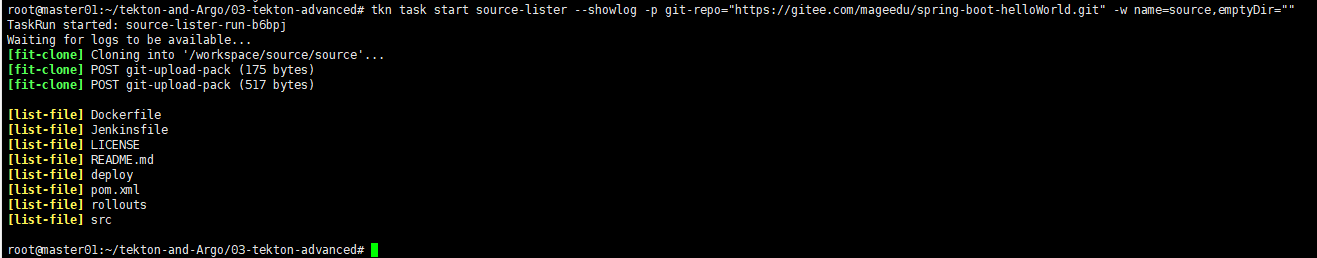 root@master01:~/tekton-and-Argo/03-tekton-advanced# tkn task start source-lister --showlog -p git-repo="https://gitee.com/mageedu/spring-boot-helloWorld.git" -w name=source,emptyDir=""
TaskRun started: source-lister-run-b6bpj
Waiting for logs to be available...
[fit-clone] Cloning into '/workspace/source/source'...
[fit-clone] POST git-upload-pack (175 bytes)
[fit-clone] POST git-upload-pack (517 bytes)
[list-file] Dockerfile
[list-file] Jenkinsfile
[list-file] LICENSE
[list-file] README.md
[list-file] deploy
[list-file] pom.xml
[list-file] rollouts
[list-file] src
root@master01:~/tekton-and-Argo/03-tekton-advanced#